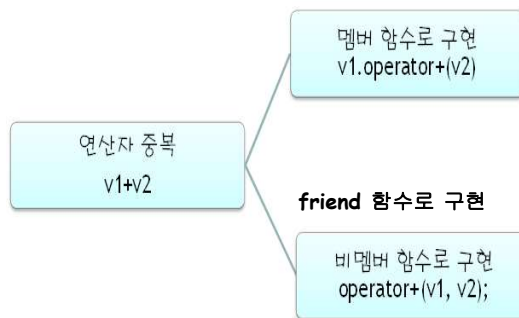 멤버 함수로 구현
v1.operator+(v2)
연산자 중복
v1+v2
friend 함수로 구현
비멤버 함수로 구현
operator+(v1, v2);